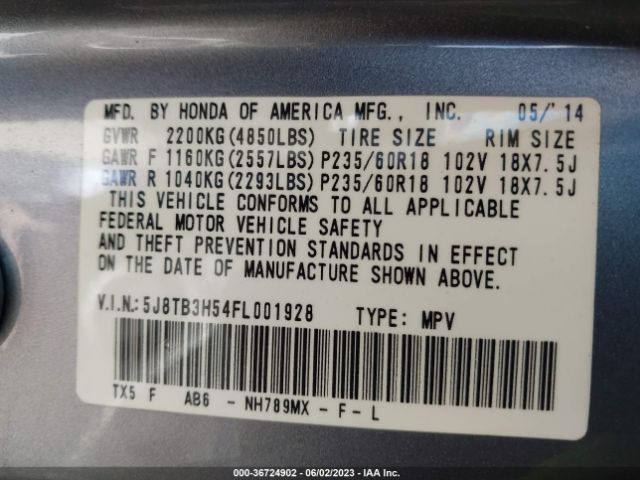 MFD. BY HONDA OF AMERICA MFG., INC. 05/'14
GVWR 2200KG(4850LBS) TIRE SIZE RIM SIZE
GAWR F 1160KG(2557LBS) P235/60R18 102V 18X7.5J
GAWR R 1040KG(2293LBS) P235/60R18 102V 18X7.5J
THIS VEHICLE CONFORMS TO ALL APPLICABLE
FEDERAL MOTOR VEHICLE SAFETY
AND THEFT PREVENTION STANDARDS IN EFFECT
ON THE DATE OF MANUFACTURE SHOWN ABOVE.
V.I.N.:5J8TB3H54FL001928 TYPE: MPV
TX5 F AB6 - NH789MX - F - L
000-36724902 - 06/02/2023 - IAA Inc.